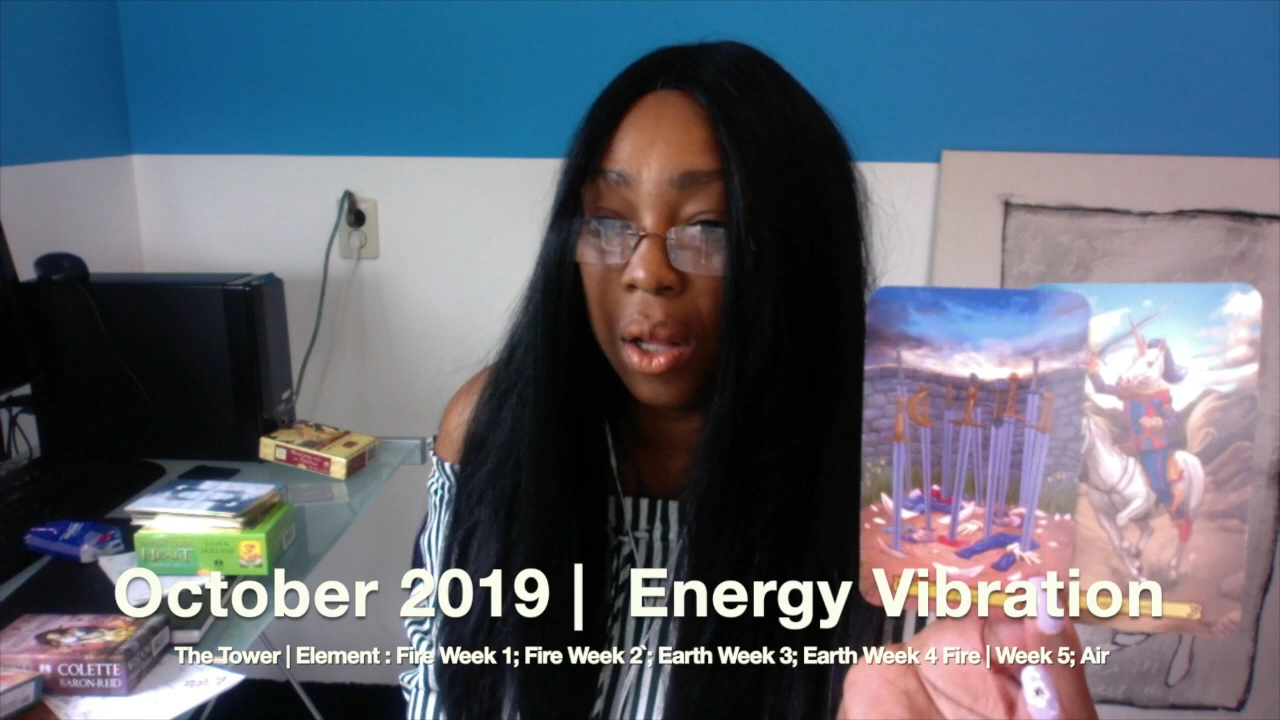 HEART
HOLLAND
COLETTE
BARON-REID
October 2019 | Energy Vibration
The Tower | Element : Fire Week 1; Fire Week 2 ; Earth Week 3; Earth Week 4 Fire | Week 5; Air